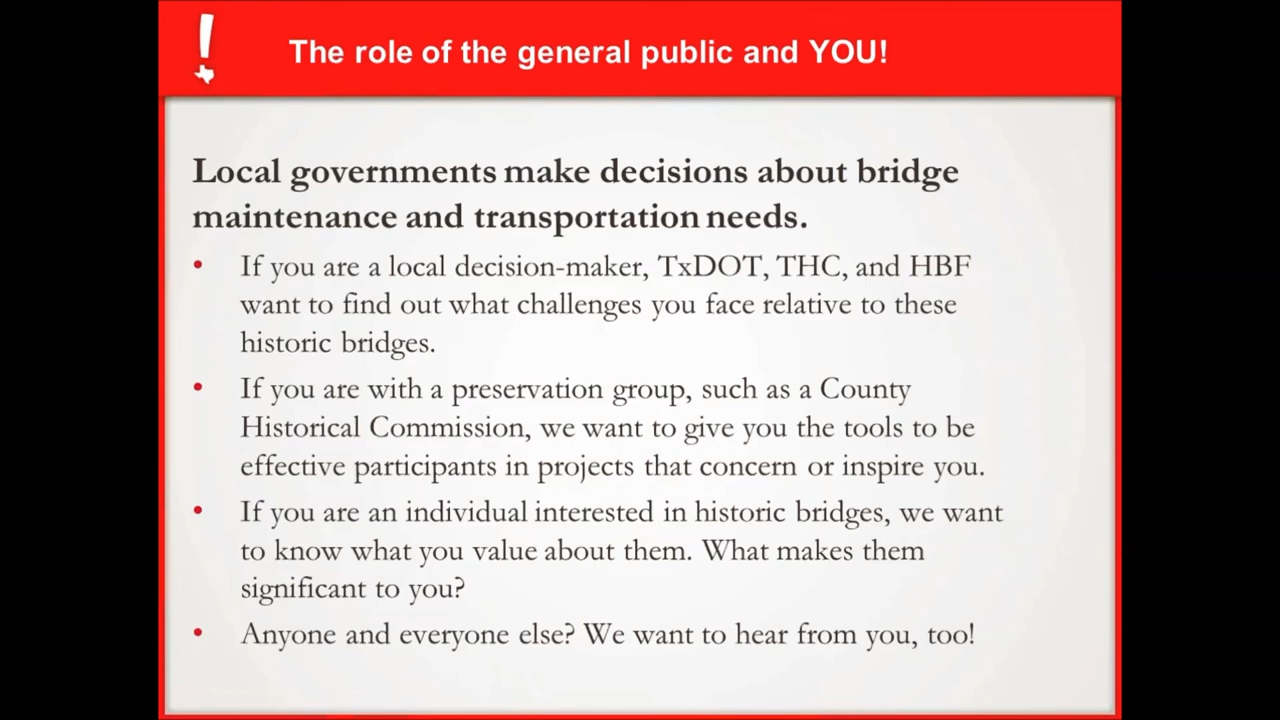 The role of the general public and YOU!
Local governments make decisions about bridge
maintenance and transportation needs.
• If you are a local decision-maker, TxDOT, THC, and HBF
want to find out what challenges you face relative to these
historic bridges.
• If you are with a preservation group, such as a County
Historical Commission, we want to give you the tools to be
effective participants in projects that concern or inspire you.
• If you are an individual interested in historic bridges, we want
to know what you value about them. What makes them
significant to you?
• Anyone and everyone else? We want to hear from you, too!